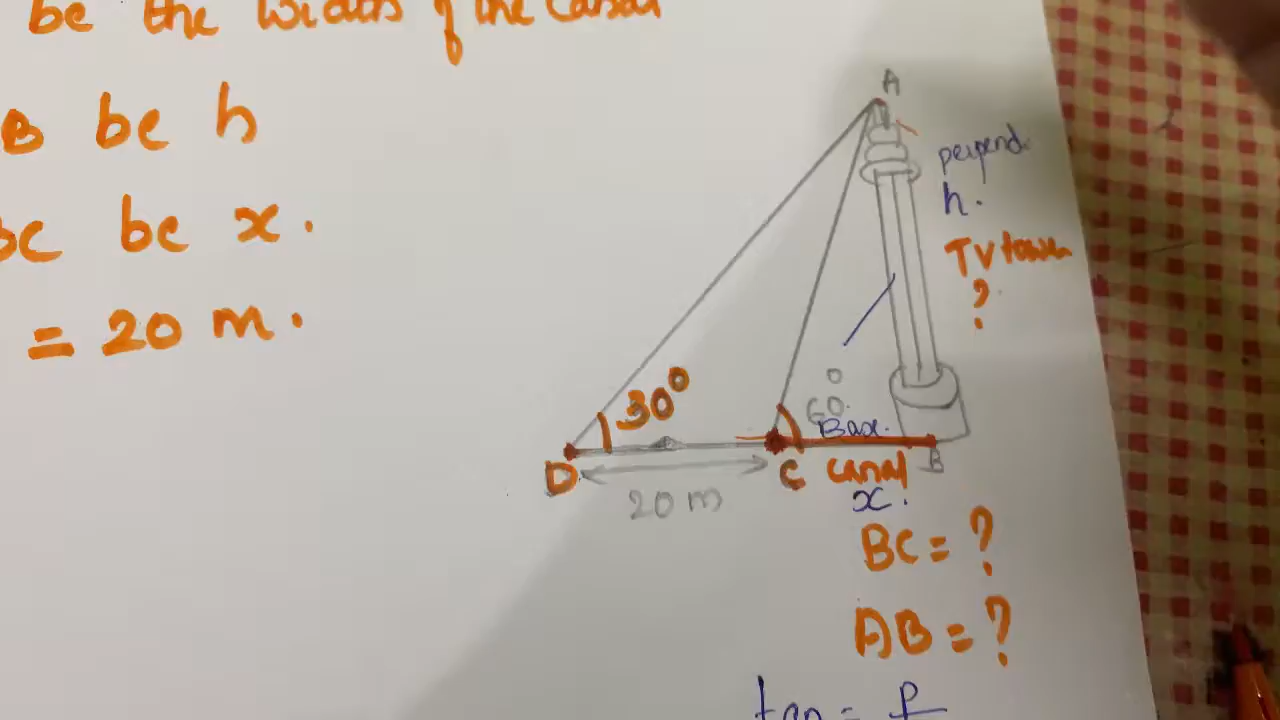 be the width of the canal
B be h
BC be x.
= 20 m.
A
perpend.
h.
TV tower
?
30°
60°
Base.
D
C
canal
B
20 m
x.
BC = ?
AB = ?
tan = P